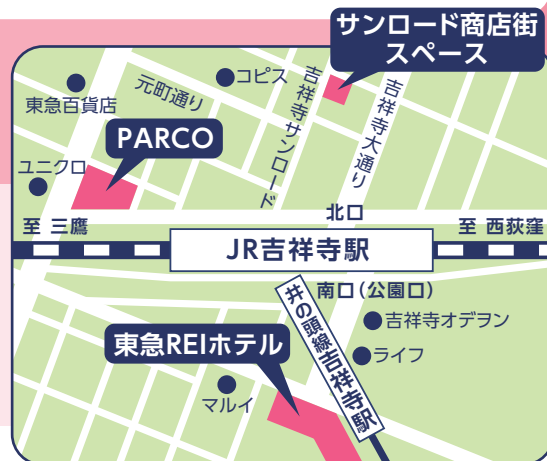 サンロード商店街
スペース
コピス
東急百貨店
元町通り
吉祥寺サンロード
吉祥寺大通り
PARCO
ユニクロ
北口
至 三鷹
至 西荻窪
JR吉祥寺駅
南口(公園口)
井の頭線吉祥寺駅
吉祥寺オデヲン
東急REIホテル
ライフ
マルイ